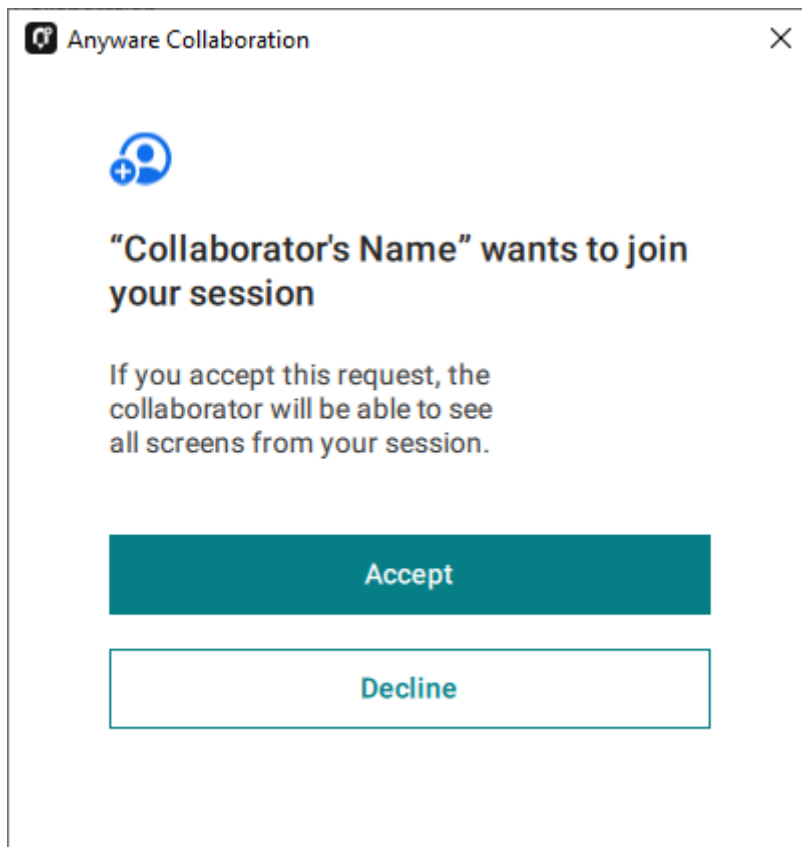 Anyware Collaboration
“Collaborator's Name” wants to join
your session
If you accept this request, the
collaborator will be able to see
all screens from your session.
Accept
Decline